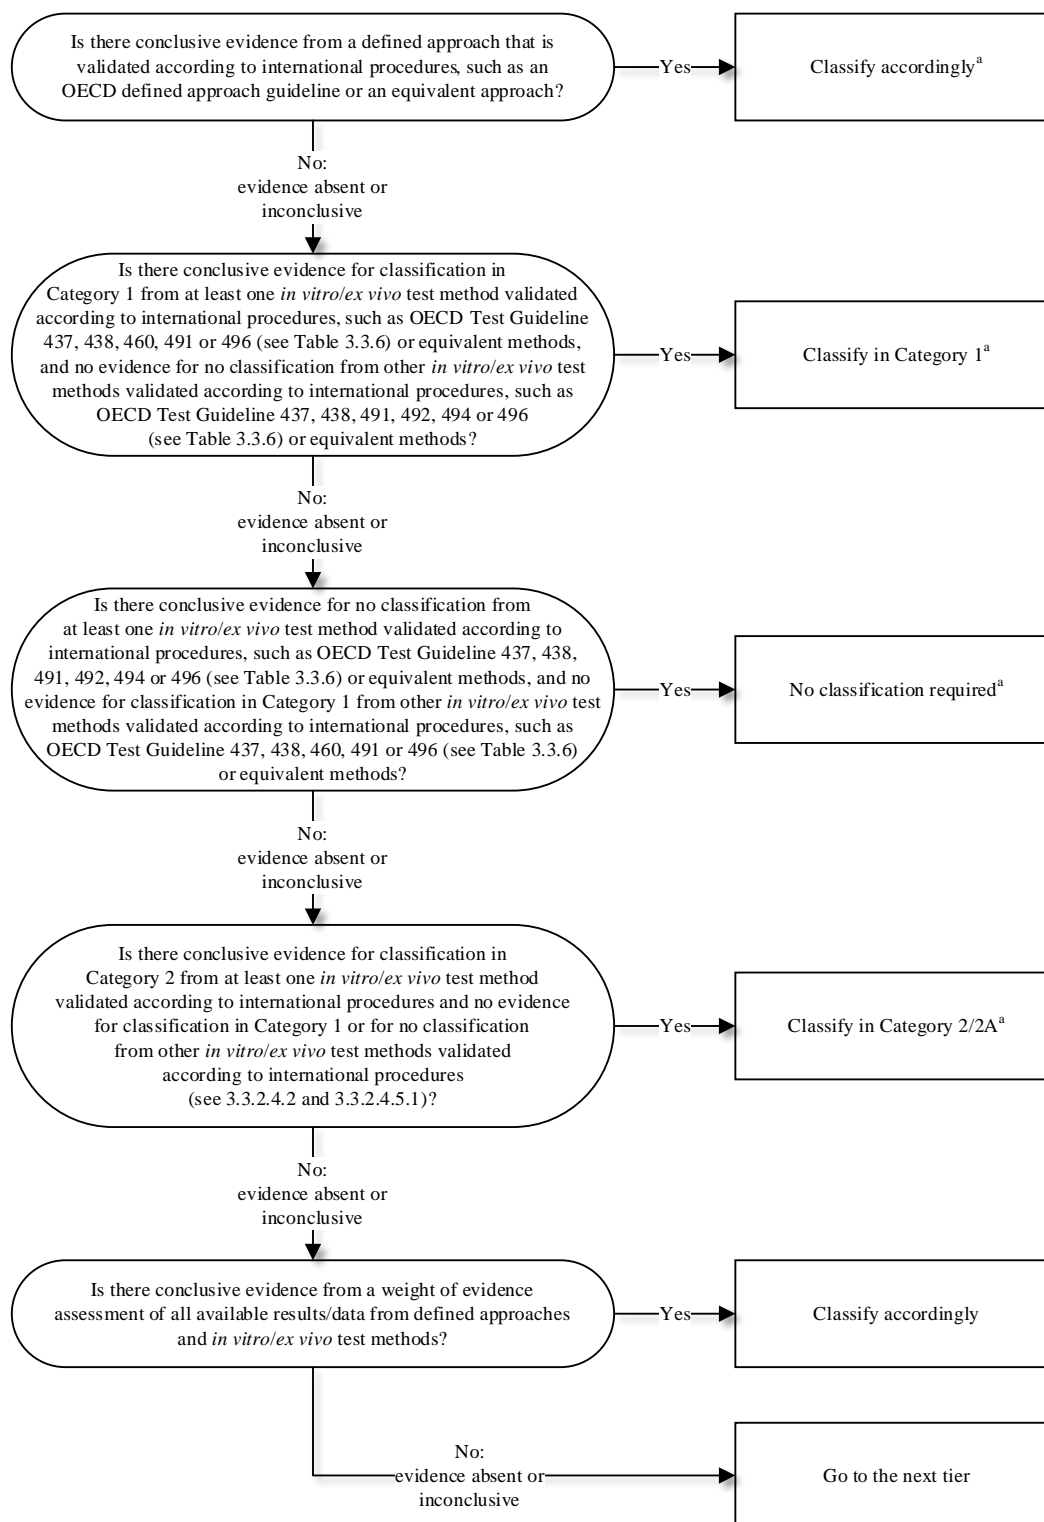 Is there conclusive evidence from a defined approach that is
validated according to international procedures, such as an
OECD defined approach guideline or an equivalent approach?
Yes
Classify accordinglyᵃ
No:
evidence absent or
inconclusive
Is there conclusive evidence for classification in
Category 1 from at least one in vitro/ex vivo test method validated
according to international procedures, such as OECD Test Guideline
437, 438, 460, 491 or 496 (see Table 3.3.6) or equivalent methods,
and no evidence for no classification from other in vitro/ex vivo test
methods validated according to international procedures, such as
OECD Test Guideline 437, 438, 491, 492, 494 or 496
(see Table 3.3.6) or equivalent methods?
Yes
Classify in Category 1ᵃ
No:
evidence absent or
inconclusive
Is there conclusive evidence for no classification from
at least one in vitro/ex vivo test method validated according to
international procedures, such as OECD Test Guideline 437, 438,
491, 492, 494 or 496 (see Table 3.3.6) or equivalent methods, and no
evidence for classification in Category 1 from other in vitro/ex vivo test
methods validated according to international procedures, such as
OECD Test Guideline 437, 438, 460, 491 or 496 (see Table 3.3.6)
or equivalent methods?
Yes
No classification requiredᵃ
No:
evidence absent or
inconclusive
Is there conclusive evidence for classification in
Category 2 from at least one in vitro/ex vivo test method
validated according to international procedures and no evidence
for classification in Category 1 or for no classification
from other in vitro/ex vivo test methods validated
according to international procedures
(see 3.3.2.4.2 and 3.3.2.4.5.1)?
Yes
Classify in Category 2/2Aᵃ
No:
evidence absent or
inconclusive
Is there conclusive evidence from a weight of evidence
assessment of all available results/data from defined approaches
and in vitro/ex vivo test methods?
Yes
Classify accordingly
No:
evidence absent or
inconclusive
Go to the next tier